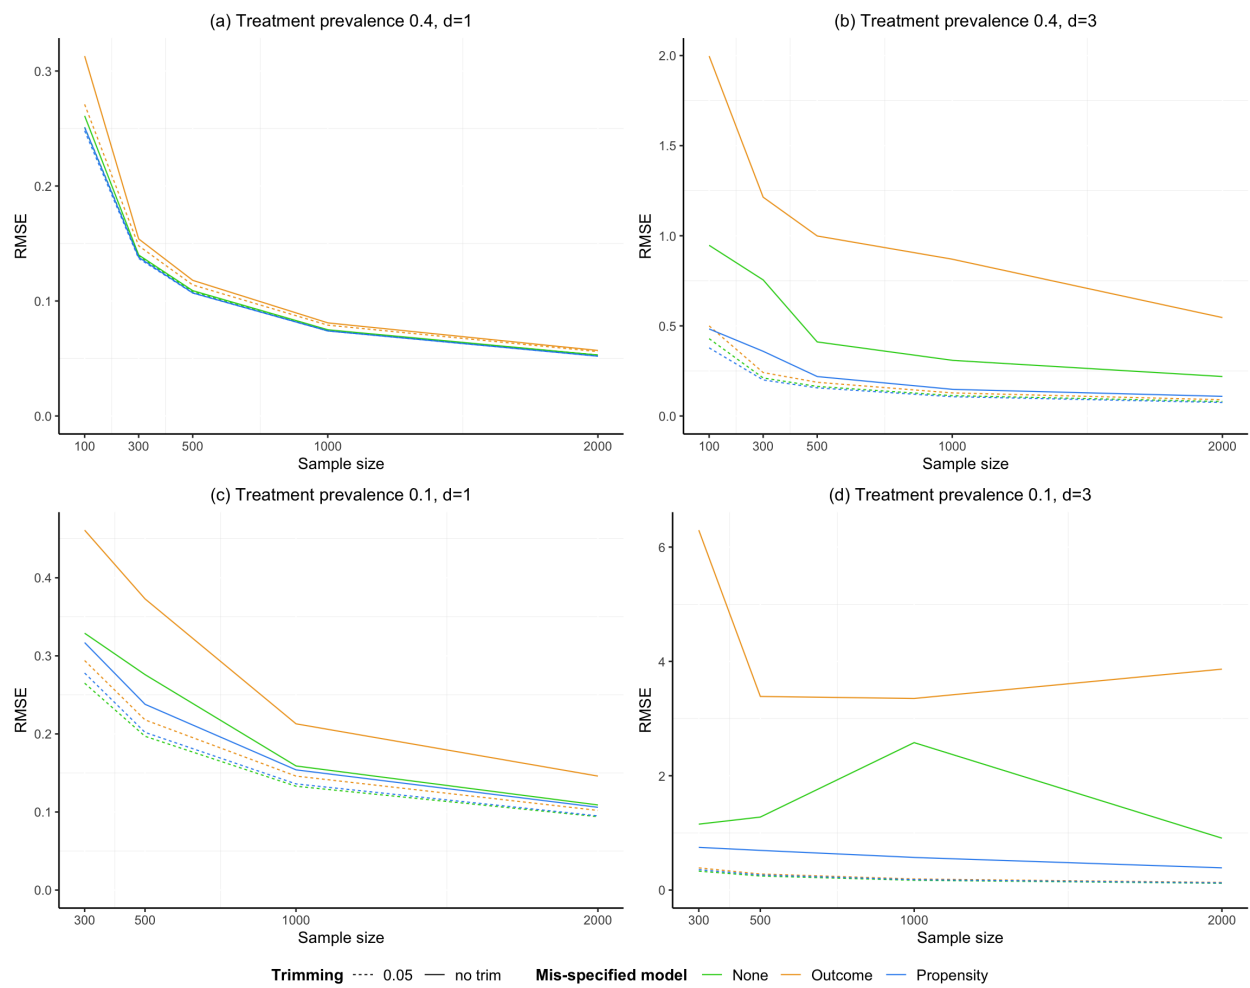 (a) Treatment prevalence 0.4, d=1
RMSE
0.3
0.2
0.1
0.0
100 300 500 1000 2000
Sample size
(b) Treatment prevalence 0.4, d=3
RMSE
2.0
1.5
1.0
0.5
0.0
100 300 500 1000 2000
Sample size
(c) Treatment prevalence 0.1, d=1
RMSE
0.4
0.3
0.2
0.1
0.0
300 500 1000 2000
Sample size
(d) Treatment prevalence 0.1, d=3
RMSE
6
4
2
0
300 500 1000 2000
Sample size
Trimming 0.05 no trim Mis-specified model None Outcome Propensity